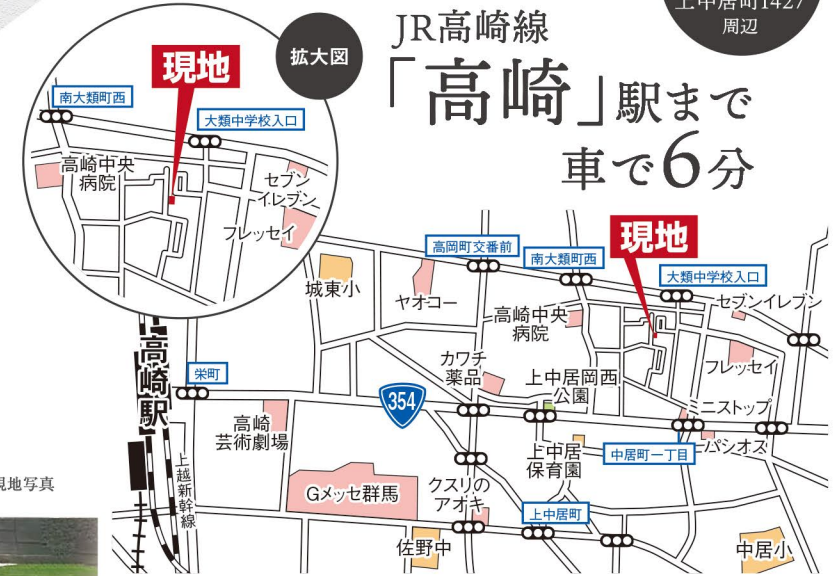 上中居町1427
周辺
JR高崎線
「高崎」駅まで
車で6分
拡大図
現地
南大類町西
大類中学校入口
高崎中央
病院
セブン
イレブン
フレッセイ
現地
高岡町交番前
南大類町西
大類中学校入口
城東小
ヤオコー
高崎中央
病院
セブンイレブン
高崎駅
栄町
カワチ
薬品
上中居岡西
公園
フレッセイ
354
ミニストップ
高崎
芸術劇場
上中居
保育園
中居町一丁目
パシオス
上越新幹線
Gメッセ群馬
クスリの
アオキ
上中居町
佐野中
中居小
現地写真